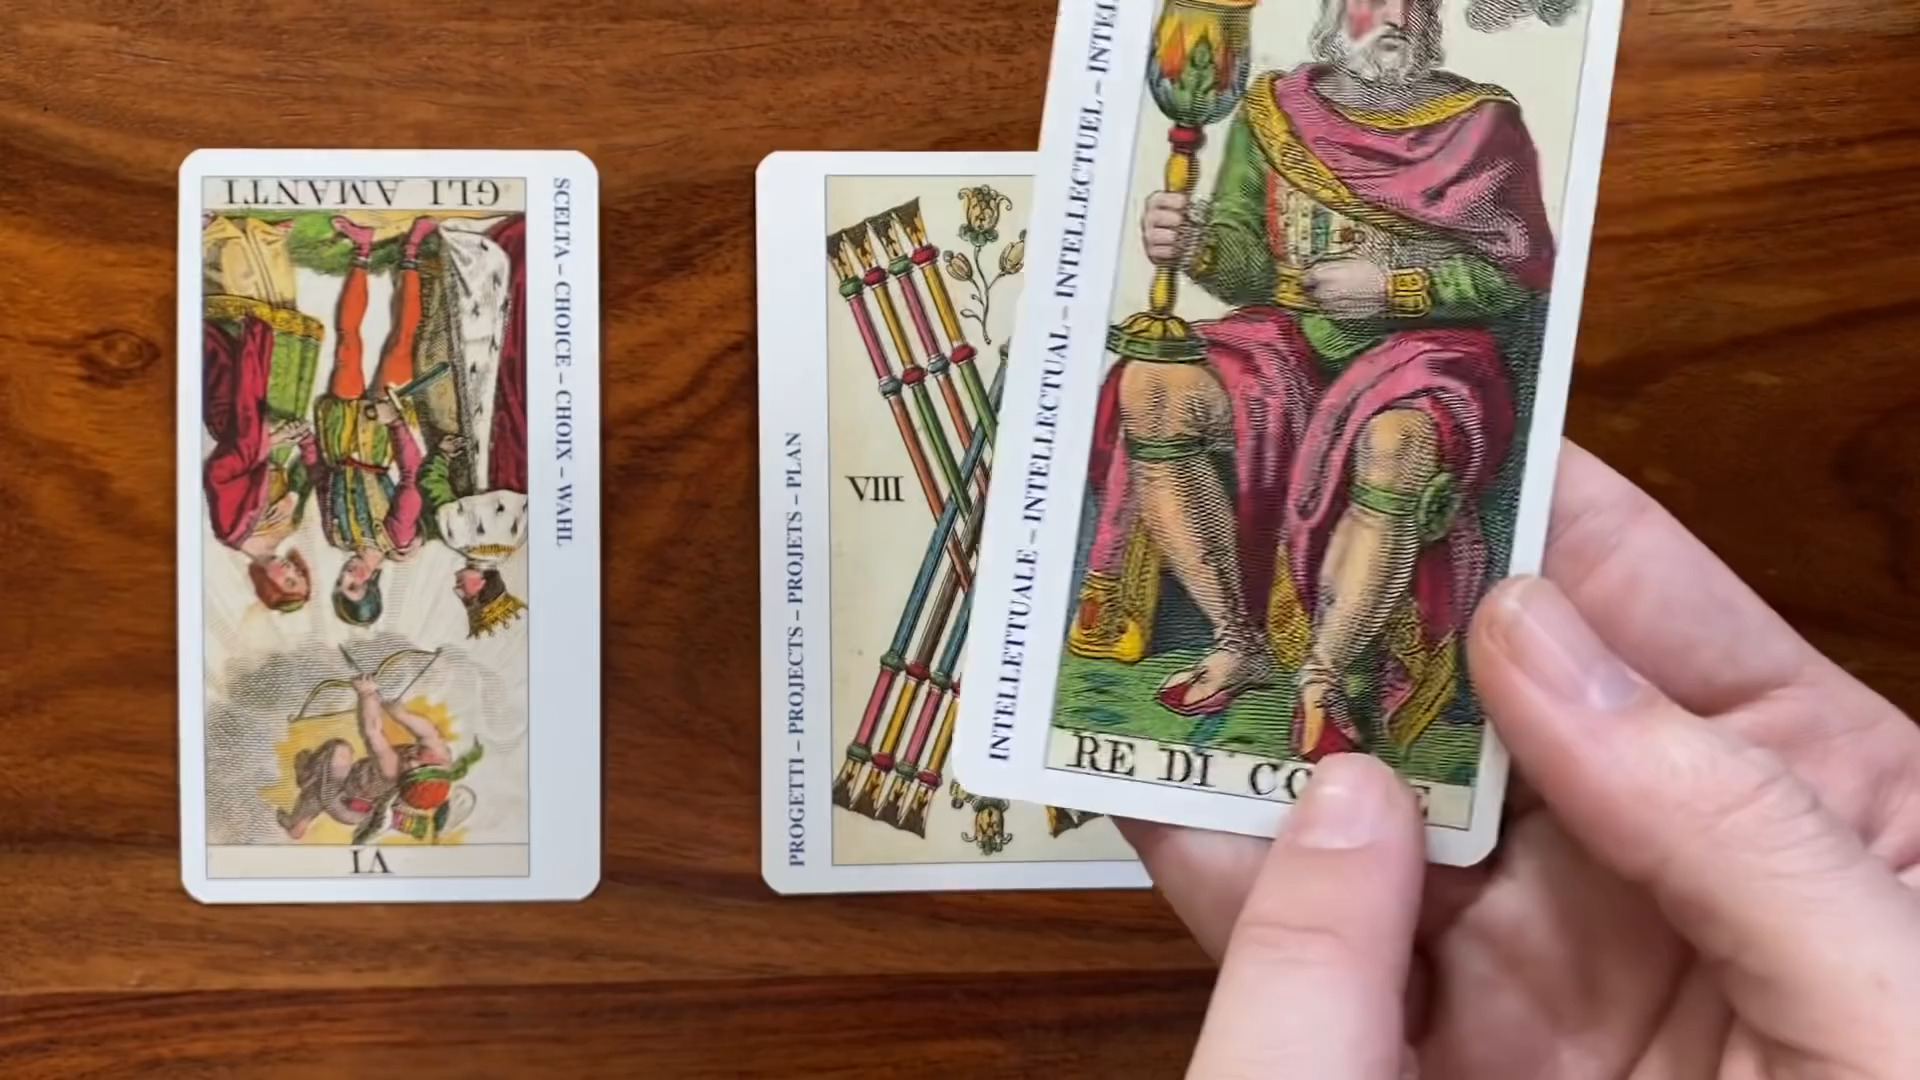 GLI AMANTI
SCELTA – CHOICE – CHOIX – WAHL
VI
PROGETTI – PROJECTS – PROJETS – PLAN
VIII
INTELLETTUALE – INTELLECTUAL – INTELLECTUEL –
RE DI